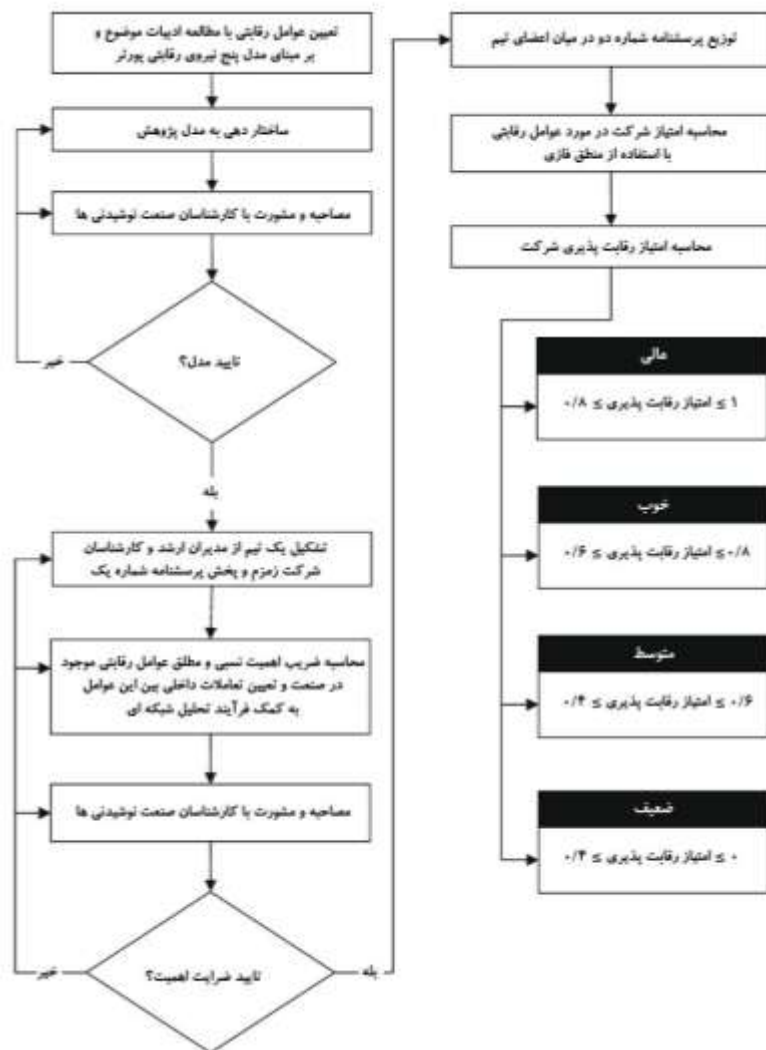 تعیین عوامل رقابتی با مطالعه ادبیات موضوع و
بر مبنای مدل پنج نیروی رقابتی پورتر
ساختار دهی به مدل پژوهش
مصاحبه و مشورت با کارشناسان صنعت نوشیدنی ها
تایید مدل؟
خیر
بله
تشکیل یک تیم از مدیران ارشد و کارشناسان
شرکت زمزم و پخش پرسشنامه شماره یک
محاسبه ضریب اهمیت نسبی و مطلق عوامل رقابتی موجود
در صنعت و تعیین تعاملات داخلی بین این عوامل
به کمک فرآیند تحلیل شبکه ای
مصاحبه و مشورت با کارشناسان صنعت نوشیدنی ها
تایید ضرایت اهمیت؟
خیر
بله
توزیع پرسشنامه شماره دو در میان اعضای تیم
محاسبه امتیاز شرکت در مورد عوامل رقابتی
با استفاده از منطق فازی
محاسبه امتیاز رقابت پذیری شرکت
عالی
۱ ≥ امتیاز رقابت پذیری ≥ ۰/۸
خوب
۰/۸ ≥ امتیاز رقابت پذیری ≥ ۰/۶
متوسط
۰/۶ ≥ امتیاز رقابت پذیری ≥ ۰/۴
ضعیف
۰ ≥ امتیاز رقابت پذیری ≥ ۰/۴